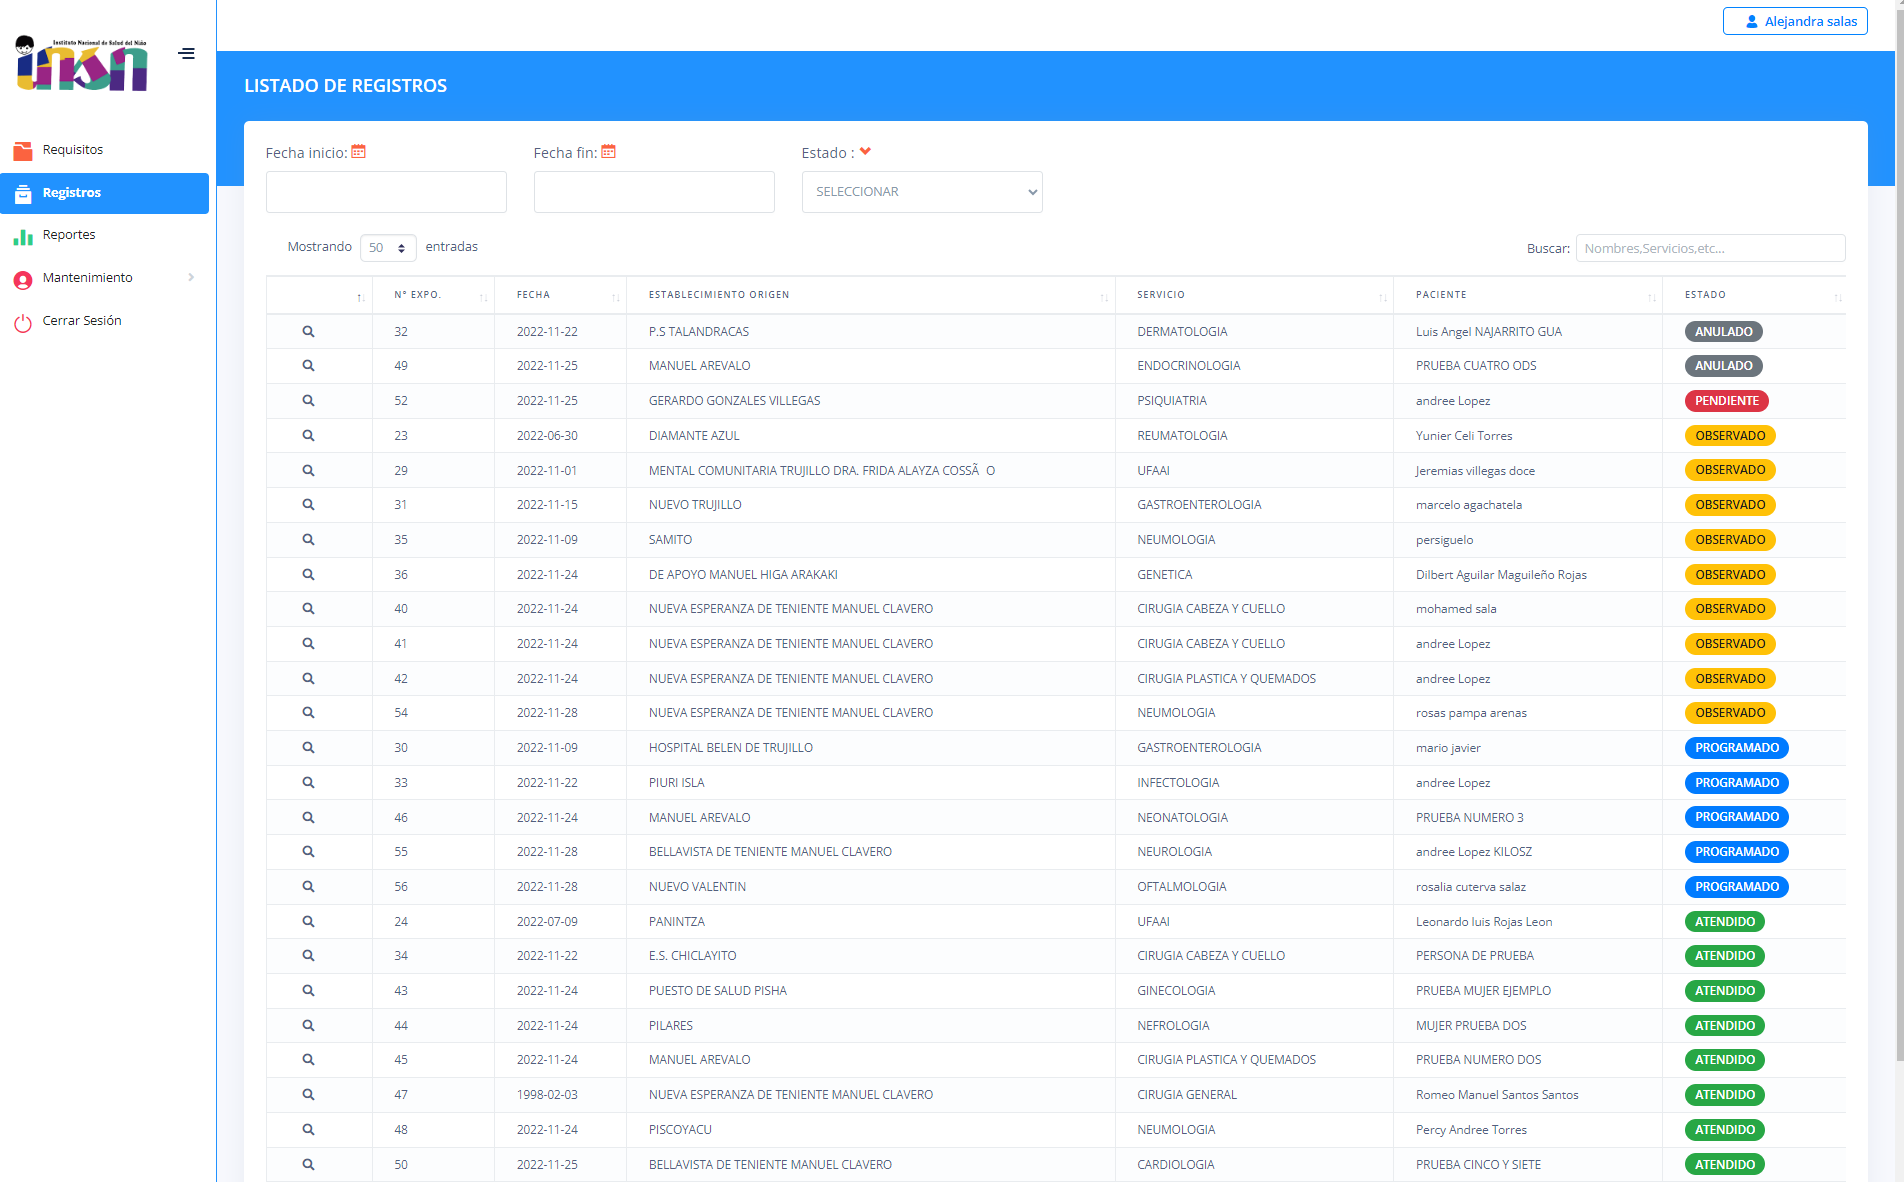 Instituto Nacional de Salud del Niño
insn
Alejandra salas
LISTADO DE REGISTROS
Requisitos
Registros
Reportes
Mantenimiento
Cerrar Sesión
Fecha inicio: Fecha fin: Estado :
SELECCIONAR
Mostrando 50 entradas Buscar: Nombres,Servicios,etc...
N° EXPO. FECHA ESTABLECIMIENTO ORIGEN SERVICIO PACIENTE ESTADO
32 2022-11-22 P.S TALANDRACAS DERMATOLOGIA Luis Angel NAJARRITO GUA ANULADO
49 2022-11-25 MANUEL AREVALO ENDOCRINOLOGIA PRUEBA CUATRO ODS ANULADO
52 2022-11-25 GERARDO GONZALES VILLEGAS PSIQUIATRIA andree Lopez PENDIENTE
23 2022-06-30 DIAMANTE AZUL REUMATOLOGIA Yunier Celi Torres OBSERVADO
29 2022-11-01 MENTAL COMUNITARIA TRUJILLO DRA. FRIDA ALAYZA COSSÃ O UFAAI Jeremias villegas doce OBSERVADO
31 2022-11-15 NUEVO TRUJILLO GASTROENTEROLOGIA marcelo agachatela OBSERVADO
35 2022-11-09 SAMITO NEUMOLOGIA persiguelo OBSERVADO
36 2022-11-24 DE APOYO MANUEL HIGA ARAKAKI GENETICA Dilbert Aguilar Maguileño Rojas OBSERVADO
40 2022-11-24 NUEVA ESPERANZA DE TENIENTE MANUEL CLAVERO CIRUGIA CABEZA Y CUELLO mohamed sala OBSERVADO
41 2022-11-24 NUEVA ESPERANZA DE TENIENTE MANUEL CLAVERO CIRUGIA CABEZA Y CUELLO andree Lopez OBSERVADO
42 2022-11-24 NUEVA ESPERANZA DE TENIENTE MANUEL CLAVERO CIRUGIA PLASTICA Y QUEMADOS andree Lopez OBSERVADO
54 2022-11-28 NUEVA ESPERANZA DE TENIENTE MANUEL CLAVERO NEUMOLOGIA rosas pampa arenas OBSERVADO
30 2022-11-09 HOSPITAL BELEN DE TRUJILLO GASTROENTEROLOGIA mario javier PROGRAMADO
33 2022-11-22 PIURI ISLA INFECTOLOGIA andree Lopez PROGRAMADO
46 2022-11-24 MANUEL AREVALO NEONATOLOGIA PRUEBA NUMERO 3 PROGRAMADO
55 2022-11-28 BELLAVISTA DE TENIENTE MANUEL CLAVERO NEUROLOGIA andree Lopez KILOSZ PROGRAMADO
56 2022-11-28 NUEVO VALENTIN OFTALMOLOGIA rosalia cuterva salaz PROGRAMADO
24 2022-07-09 PANINTZA UFAAI Leonardo luis Rojas Leon ATENDIDO
34 2022-11-22 E.S. CHICLAYITO CIRUGIA CABEZA Y CUELLO PERSONA DE PRUEBA ATENDIDO
43 2022-11-24 PUESTO DE SALUD PISHA GINECOLOGIA PRUEBA MUJER EJEMPLO ATENDIDO
44 2022-11-24 PILARES NEFROLOGIA MUJER PRUEBA DOS ATENDIDO
45 2022-11-24 MANUEL AREVALO CIRUGIA PLASTICA Y QUEMADOS PRUEBA NUMERO DOS ATENDIDO
47 1998-02-03 NUEVA ESPERANZA DE TENIENTE MANUEL CLAVERO CIRUGIA GENERAL Romeo Manuel Santos Santos ATENDIDO
48 2022-11-24 PISCOYACU NEUMOLOGIA Percy Andree Torres ATENDIDO
50 2022-11-25 BELLAVISTA DE TENIENTE MANUEL CLAVERO CARDIOLOGIA PRUEBA CINCO Y SIETE ATENDIDO